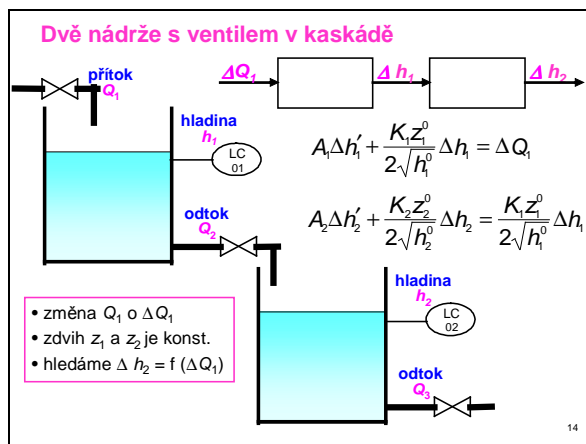 Dvě nádrže s ventilem v kaskádě
přítok
Q₁
ΔQ₁
Δ h₁
Δ h₂
hladina
h₁
LC
01
A₁Δh₁′ + K₁z₁⁰/(2√h₁⁰) Δh₁ = ΔQ₁
A₂Δh₂′ + K₂z₂⁰/(2√h₂⁰) Δh₂ = K₁z₁⁰/(2√h₁⁰) Δh₁
odtok
Q₂
hladina
h₂
LC
02
• změna Q₁ o ΔQ₁
• zdvih z₁ a z₂ je konst.
• hledáme Δ h₂ = f (ΔQ₁)
odtok
Q₃
14